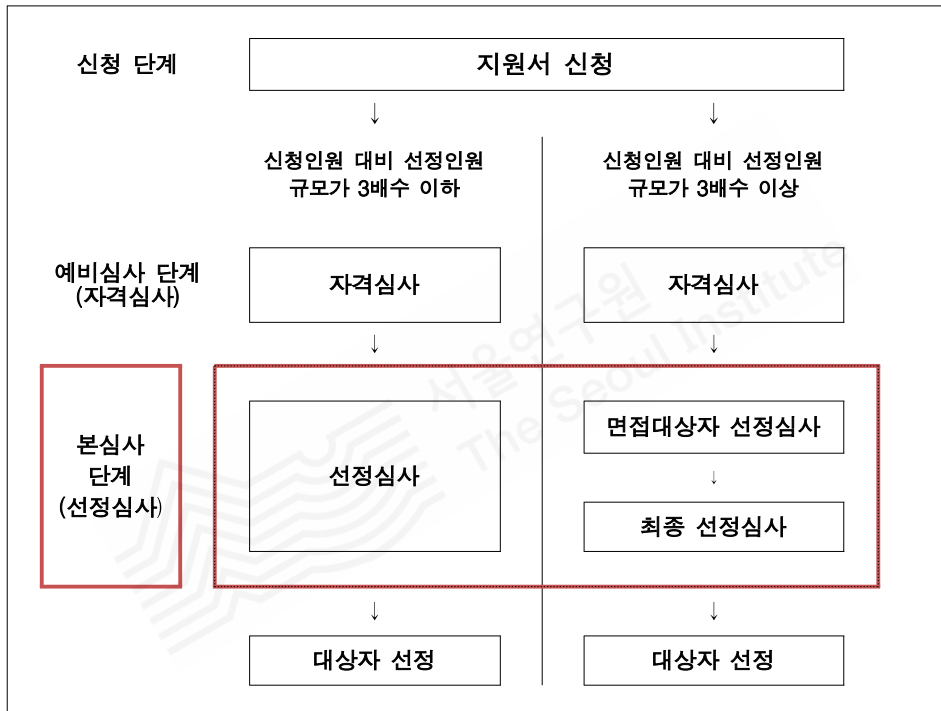 신청 단계
지원서 신청
↓ ↓
신청인원 대비 선정인원
규모가 3배수 이하
신청인원 대비 선정인원
규모가 3배수 이상
예비심사 단계
(자격심사)
자격심사
자격심사
↓ ↓
본심사
단계
(선정심사)
선정심사
면접대상자 선정심사
↓
최종 선정심사
↓ ↓
대상자 선정
대상자 선정
서울연구원
The Seoul Institute